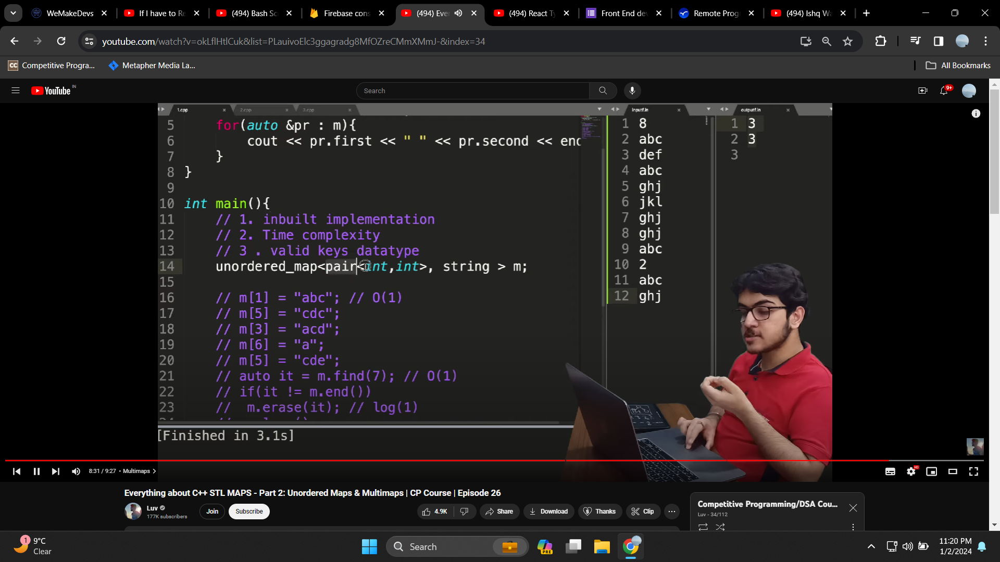 WeMakeDevs
If I have to Re
(494) Bash Sc
Firebase cons
(494) Ever
(494) React Ty
Front End de
Remote Prog
(494) Ishq Wa
youtube.com/watch?v=okLflHtlCuk&list=PLauivoElc3ggagradg8MfOZreCMmXMmJ-&index=34
CC Competitive Progra...
Metapher Media La...
All Bookmarks
YouTube IN
Search
9+
1.cpp
2.cpp
3.cpp
inputf.in
outputf.in
5 for(auto &pr : m){
6 cout << pr.first << " " << pr.second << end
7 }
8 }
9
10 int main(){
11 // 1. inbuilt implementation
12 // 2. Time complexity
13 // 3 . valid keys datatype
14 unordered_map<pair<int,int>, string > m;
15
16 // m[1] = "abc"; // O(1)
17 // m[5] = "cdc";
18 // m[3] = "acd";
19 // m[6] = "a";
20 // m[5] = "cde";
21 // auto it = m.find(7); // O(1)
22 // if(it != m.end())
23 // m.erase(it); // log(1)
[Finished in 3.1s]
1 8
2 abc
3 def
4 abc
5 ghj
6 jkl
7 ghj
8 ghj
9 abc
10 2
11 abc
12 ghj
1 3
2 3
3
8:31 / 9:27 • Multimaps
HD
Everything about C++ STL MAPS - Part 2: Unordered Maps & Multimaps | CP Course | Episode 26
Luv
177K subscribers
Join
Subscribe
4.9K
Share
Download
Thanks
Clip
Competitive Programming/DSA Cou...
Luv - 34/112
1
9°C
Clear
Search
PRE
11:20 PM
1/2/2024